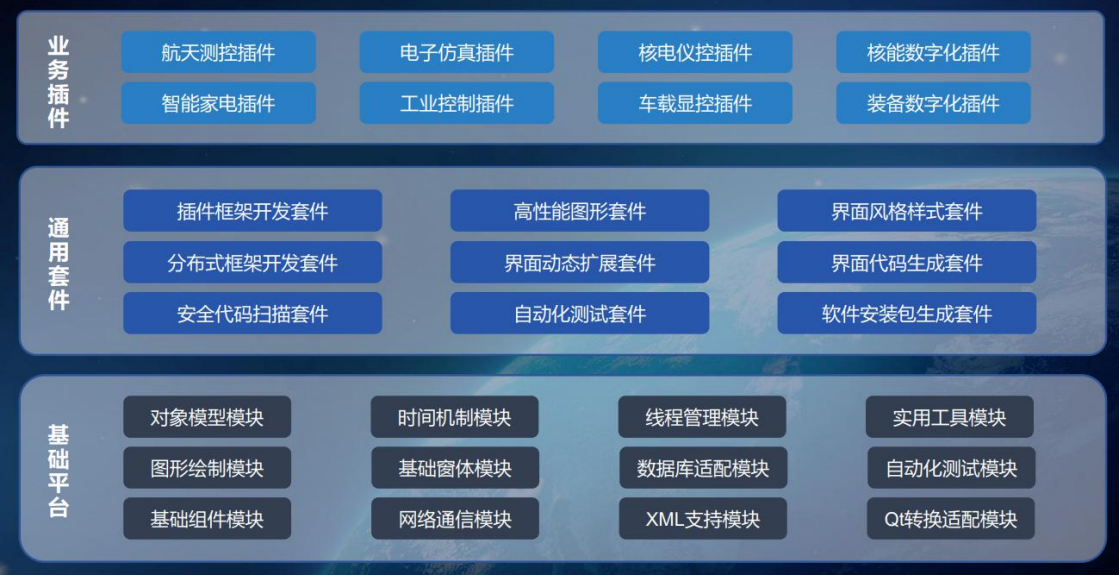 业务插件
航天测控插件 电子仿真插件 核电仪控插件 核能数字化插件
智能家电插件 工业控制插件 车载显控插件 装备数字化插件
通用套件
插件框架开发套件 高性能图形套件 界面风格样式套件
分布式框架开发套件 界面动态扩展套件 界面代码生成套件
安全代码扫描套件 自动化测试套件 软件安装包生成套件
基础平台
对象模型模块 时间机制模块 线程管理模块 实用工具模块
图形绘制模块 基础窗体模块 数据库适配模块 自动化测试模块
基础组件模块 网络通信模块 XML支持模块 Qt转换适配模块